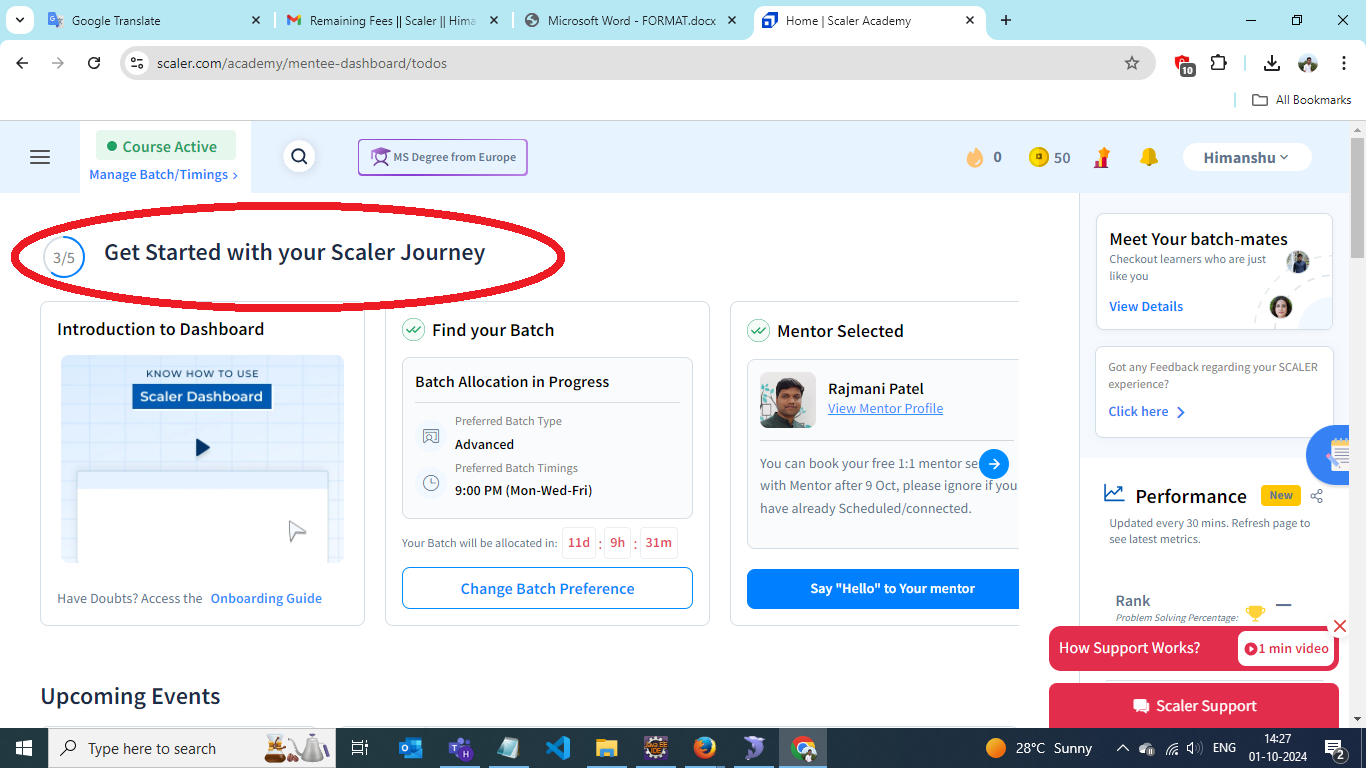 Google Translate
Remaining Fees || Scaler || Hima
Microsoft Word - FORMAT.docx
Home | Scaler Academy
scaler.com/academy/mentee-dashboard/todos
10
All Bookmarks
Course Active
Manage Batch/Timings >
MS Degree from Europe
0
50
Himanshu
3/5
Get Started with your Scaler Journey
Introduction to Dashboard
KNOW HOW TO USE
Scaler Dashboard
Have Doubts? Access the Onboarding Guide
Find your Batch
Batch Allocation in Progress
Preferred Batch Type
Advanced
Preferred Batch Timings
9:00 PM (Mon-Wed-Fri)
Your Batch will be allocated in: 11d : 9h : 31m
Change Batch Preference
Mentor Selected
Rajmani Patel
View Mentor Profile
You can book your free 1:1 mentor se
with Mentor after 9 Oct, please ignore if you
have already Scheduled/connected.
Say "Hello" to Your mentor
Meet Your batch-mates
Checkout learners who are just
like you
View Details
Got any Feedback regarding your SCALER
experience?
Click here
Performance New
Updated every 30 mins. Refresh page to
see latest metrics.
Rank
Problem Solving Percentage:
How Support Works? 1 min video
Scaler Support
Upcoming Events
Type here to search
28°C Sunny
ENG
14:27
01-10-2024
2